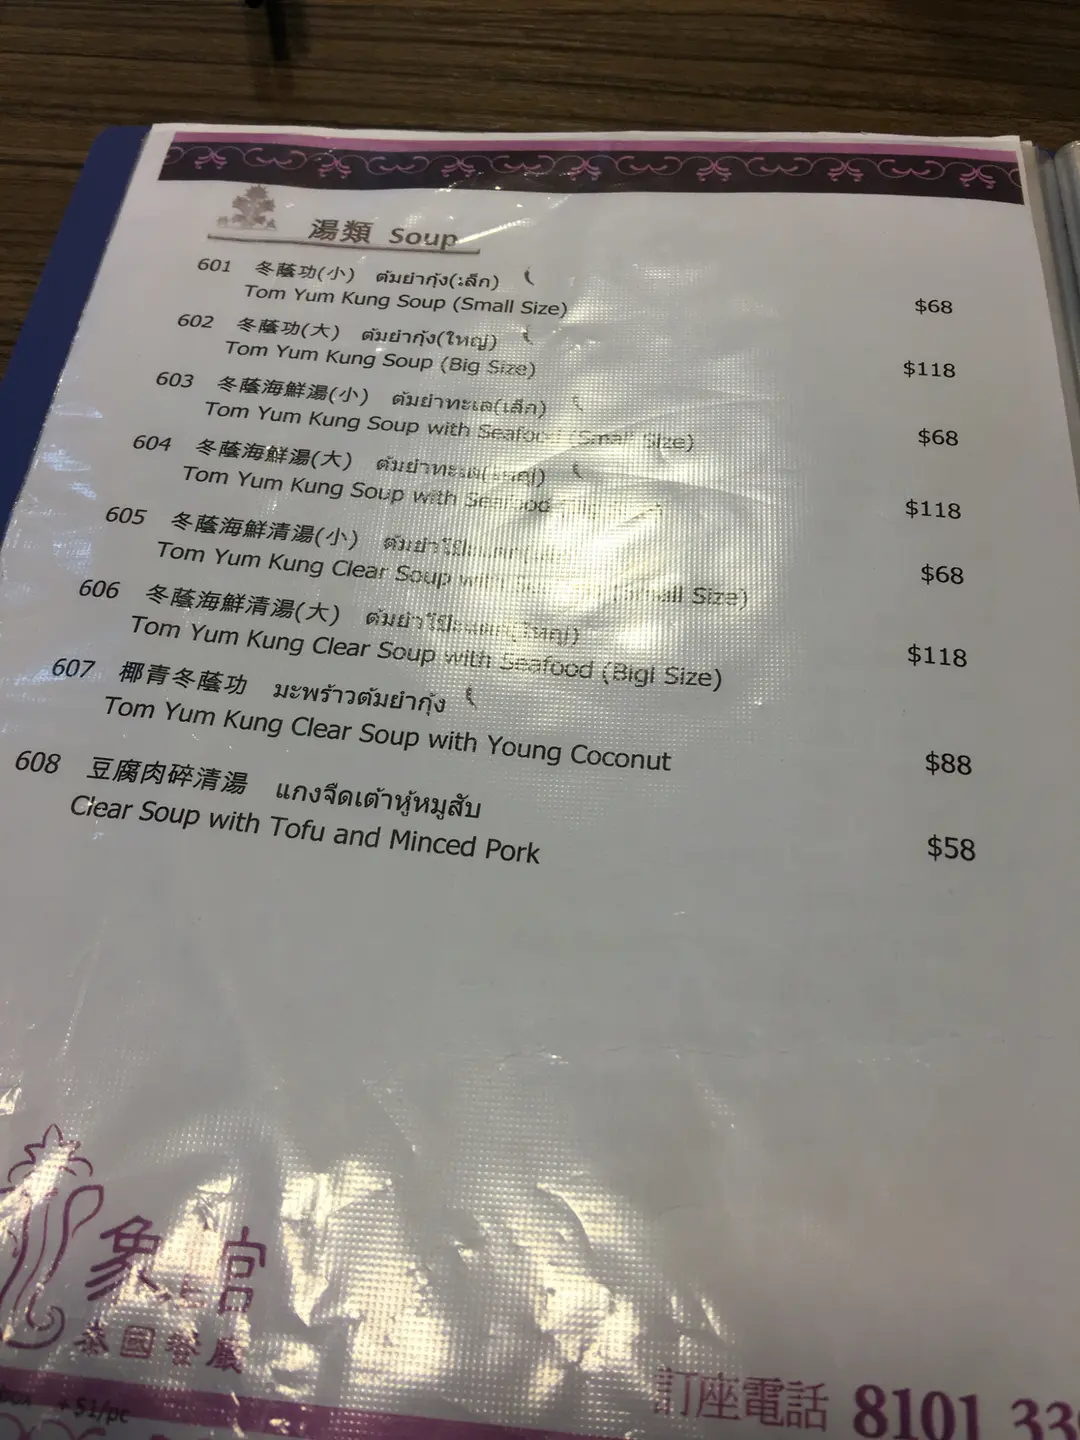 湯類 Soup
601 冬蔭功(小) ต้มยำกุ้ง(เล็ก) $68
Tom Yum Kung Soup (Small Size)
602 冬蔭功(大) ต้มยำกุ้ง(ใหญ่) $118
Tom Yum Kung Soup (Big Size)
603 冬蔭海鮮湯(小) ต้มยำทะเล(เล็ก) $68
Tom Yum Kung Soup with Seafood (Small Size)
604 冬蔭海鮮湯(大) $118
Tom Yum Kung Soup with Seafood
605 冬蔭海鮮清湯(小) $68
Tom Yum Kung Clear Soup Size)
606 冬蔭海鮮清湯(大) $118
Tom Yum Kung Clear Soup with Seafood (Bigl Size)
607 椰青冬蔭功 มะพร้าวต้มยำกุ้ง $88
Tom Yum Kung Clear Soup with Young Coconut
608 豆腐肉碎清湯 แกงจืดเต้าหู้หมูสับ $58
Clear Soup with Tofu and Minced Pork
泰國餐廳
訂座電話 8101
+$1/pc